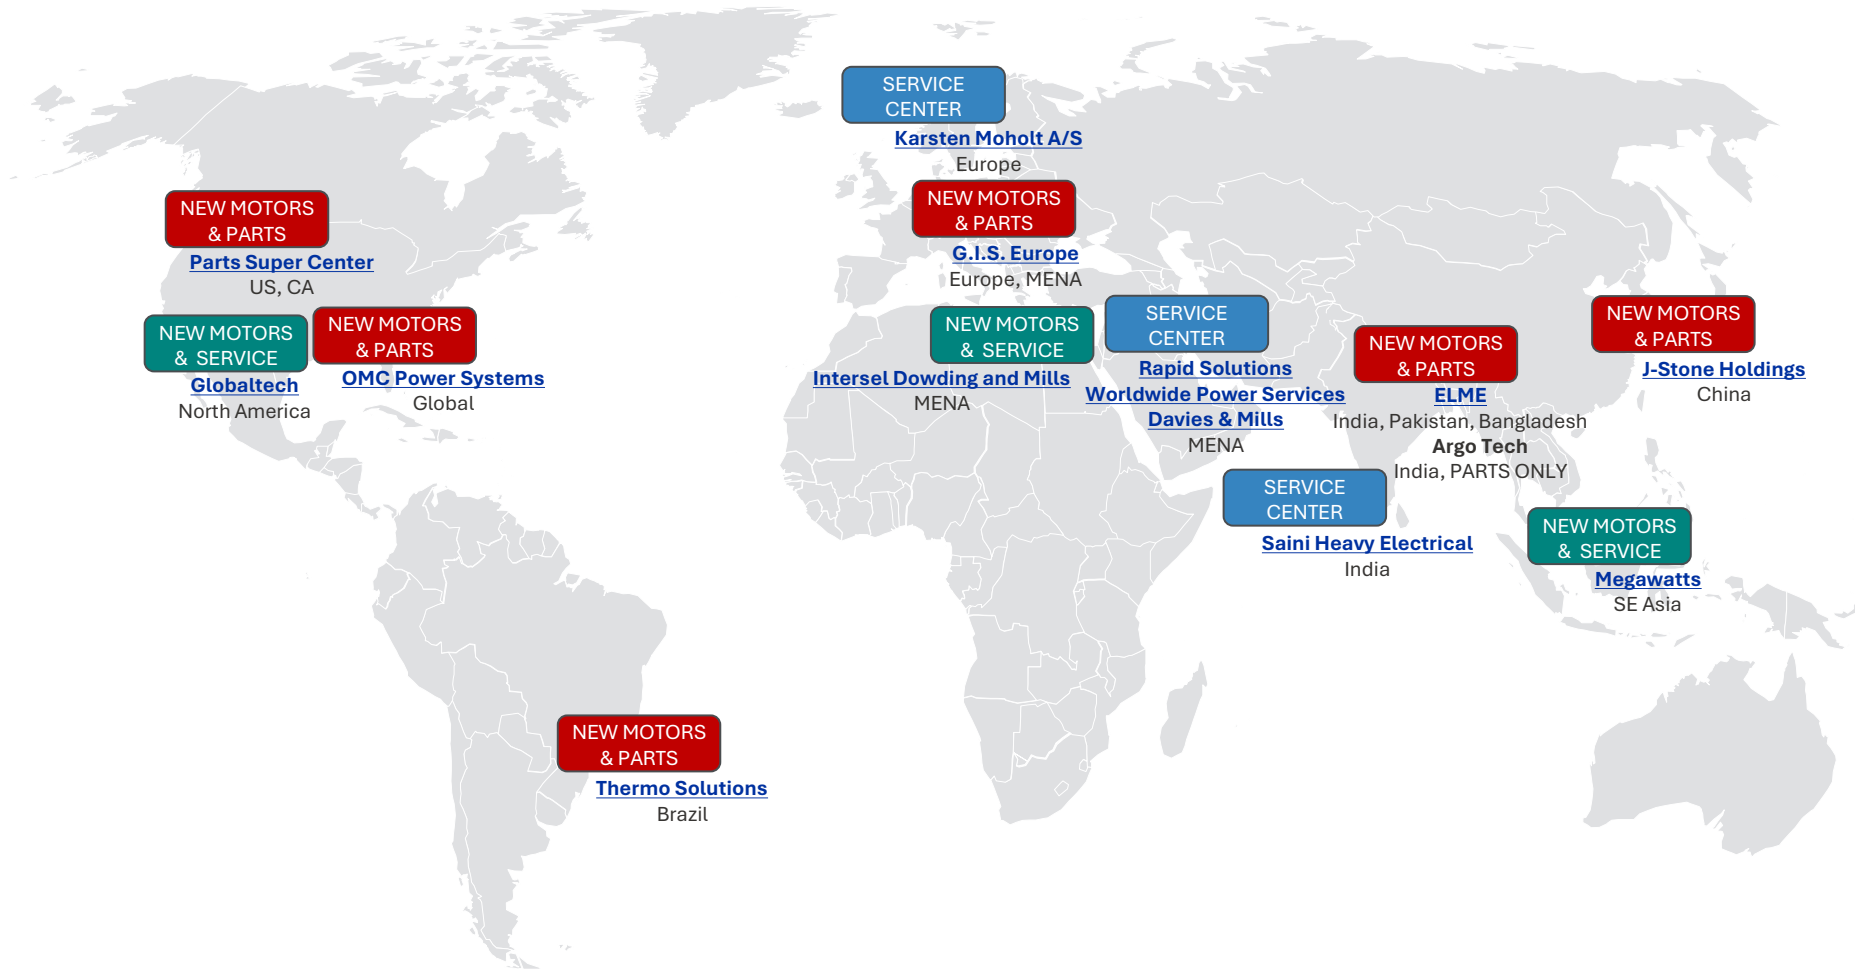 SERVICE
CENTER
Karsten Moholt A/S
Europe
NEW MOTORS
& PARTS
Parts Super Center
US, CA
NEW MOTORS
& PARTS
G.I.S. Europe
Europe, MENA
NEW MOTORS
& SERVICE
Globaltech
North America
NEW MOTORS
& PARTS
OMC Power Systems
Global
NEW MOTORS
& SERVICE
Intersel Dowding and Mills
MENA
SERVICE
CENTER
Rapid Solutions
Worldwide Power Services
Davies & Mills
MENA
NEW MOTORS
& PARTS
ELME
India, Pakistan, Bangladesh
Argo Tech
India, PARTS ONLY
NEW MOTORS
& PARTS
J-Stone Holdings
China
SERVICE
CENTER
Saini Heavy Electrical
India
NEW MOTORS
& SERVICE
Megawatts
SE Asia
NEW MOTORS
& PARTS
Thermo Solutions
Brazil